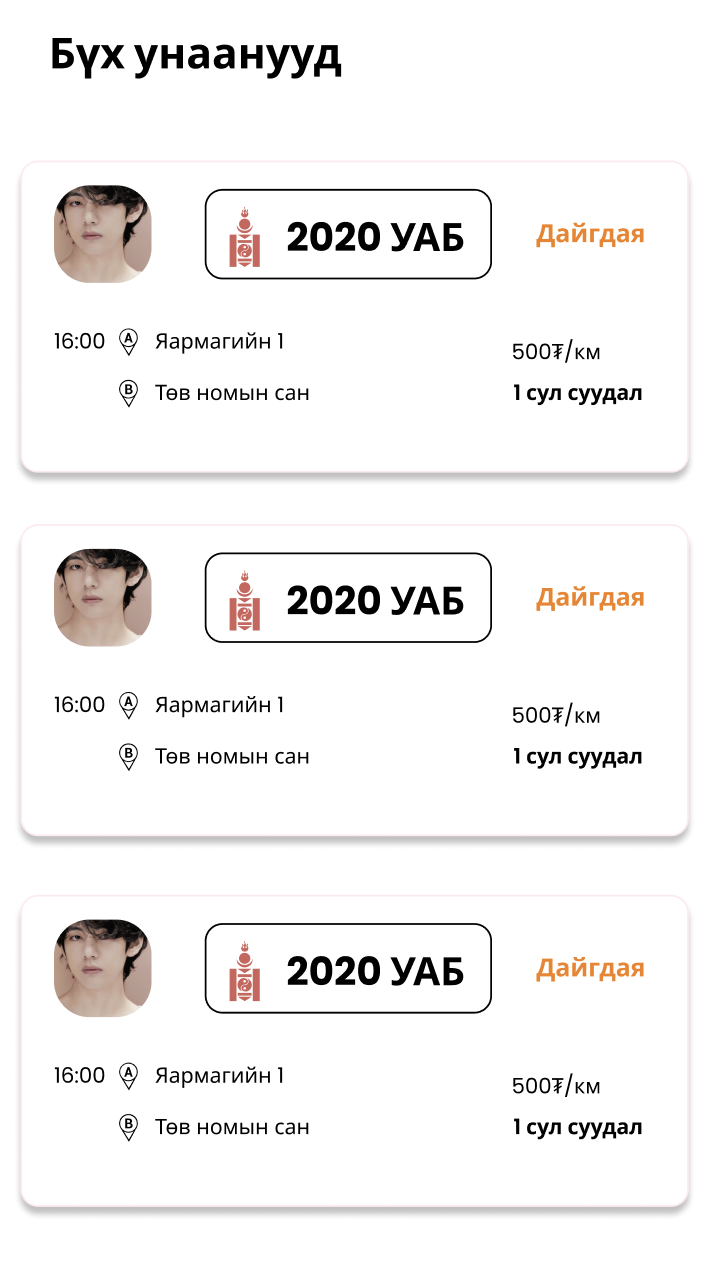 Бүх унаанууд
2020 УАБ
Дайгдая
16:00 A Яармагийн 1
500₮/км
B Төв номын сан
1 сул суудал
2020 УАБ
Дайгдая
16:00 A Яармагийн 1
500₮/км
B Төв номын сан
1 сул суудал
2020 УАБ
Дайгдая
16:00 A Яармагийн 1
500₮/км
B Төв номын сан
1 сул суудал